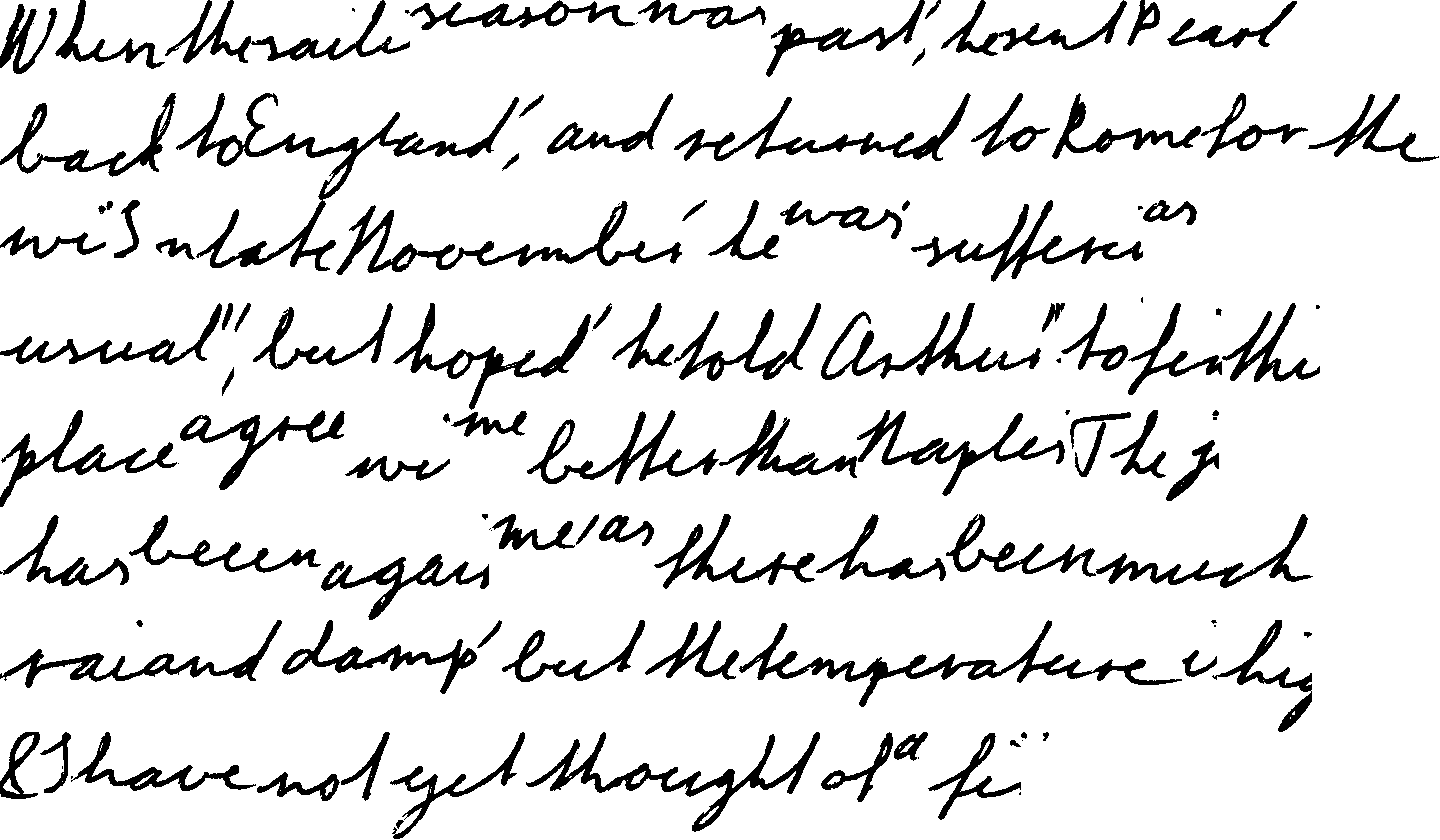 When the saile season was past, he sent Pearl
back to England, and returned to Rome for the
wi In late November he was sufferi as
usual", but hoped he told Arthur" to fi the
place agree wi me better than Naples The
has beeen agai me as there has been much
rai and damp but the temperature i hig
& I have not yet thought of a fi